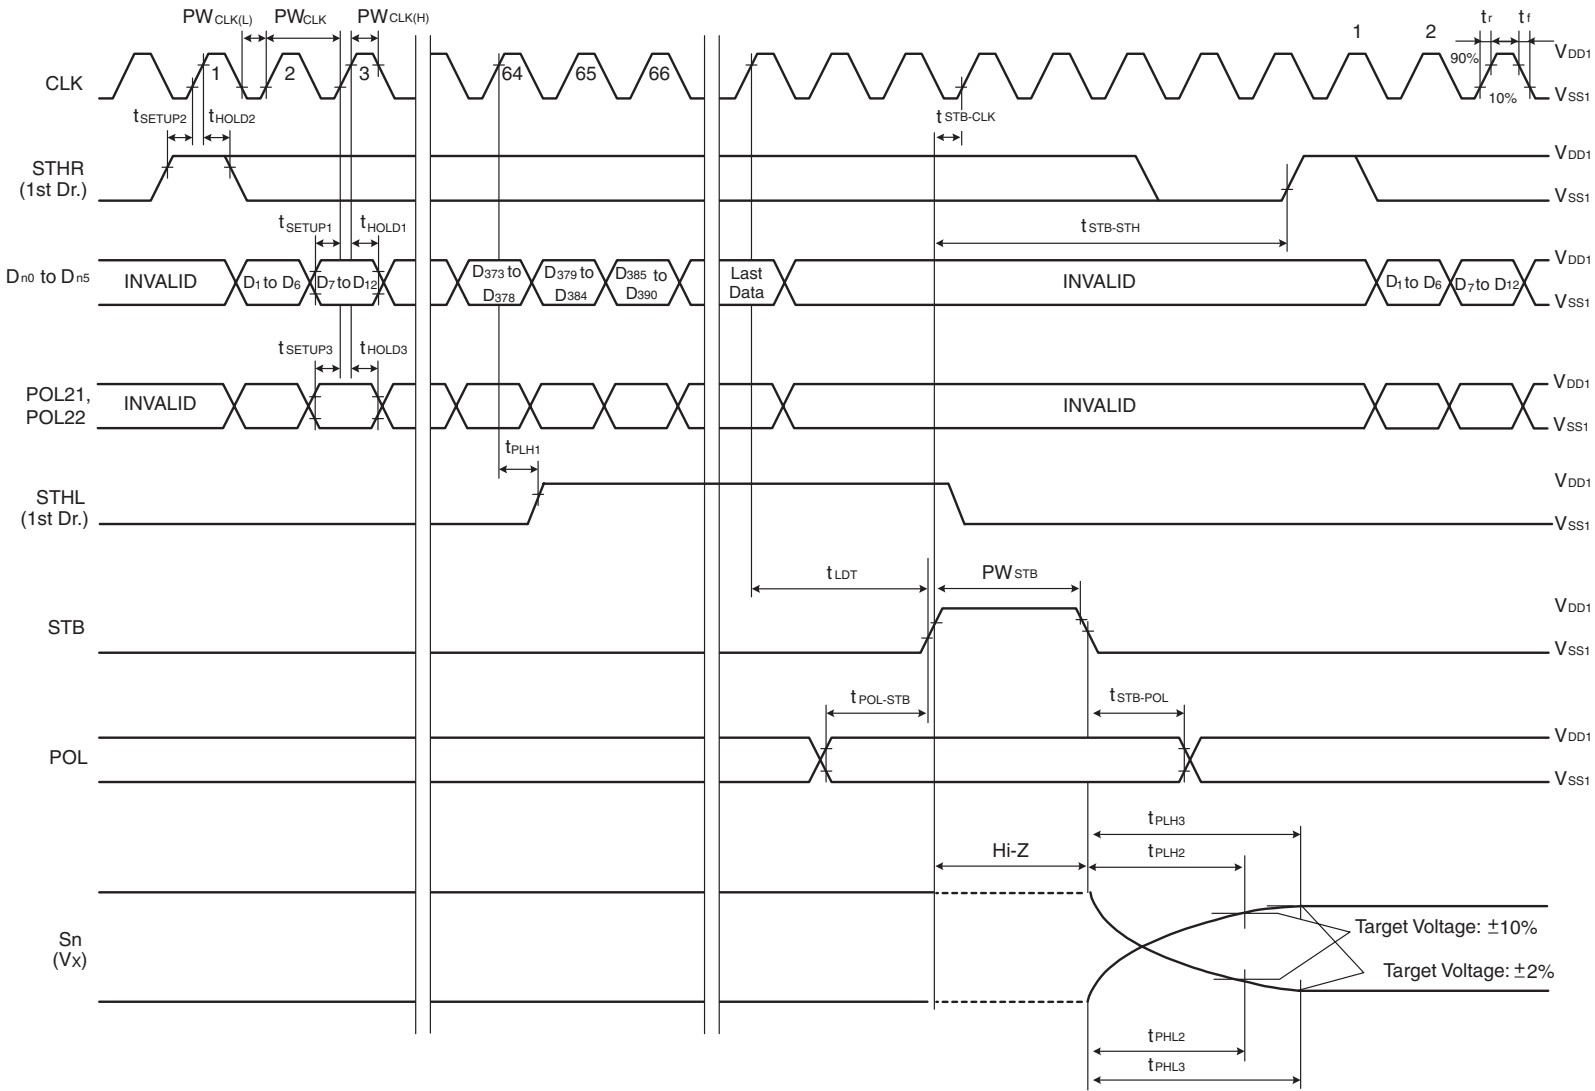 PWCLK(L) PWCLK PWCLK(H)
1 2 tr tf
CLK 1 2 3 64 65 66 90% 10% VDD1
VSS1
tSETUP2 tHOLD2 tSTB-CLK
STHR
(1st Dr.)
VDD1
VSS1
tSETUP1 tHOLD1 tSTB-STH
Dn0 to Dn5
INVALID D1 to D6 D7 to D12 D373 to D378 D379 to D384 D385 to D390 Last Data INVALID D1 to D6 D7 to D12
VDD1
VSS1
tSETUP3 tHOLD3
POL21,
POL22
INVALID INVALID
VDD1
VSS1
tPLH1
STHL
(1st Dr.)
VDD1
VSS1
tLDT PWSTB
STB
VDD1
VSS1
tPOL-STB tSTB-POL
POL
VDD1
VSS1
tPLH3
Hi-Z tPLH2
Sn
(VX)
Target Voltage: ±10%
Target Voltage: ±2%
tPHL2
tPHL3